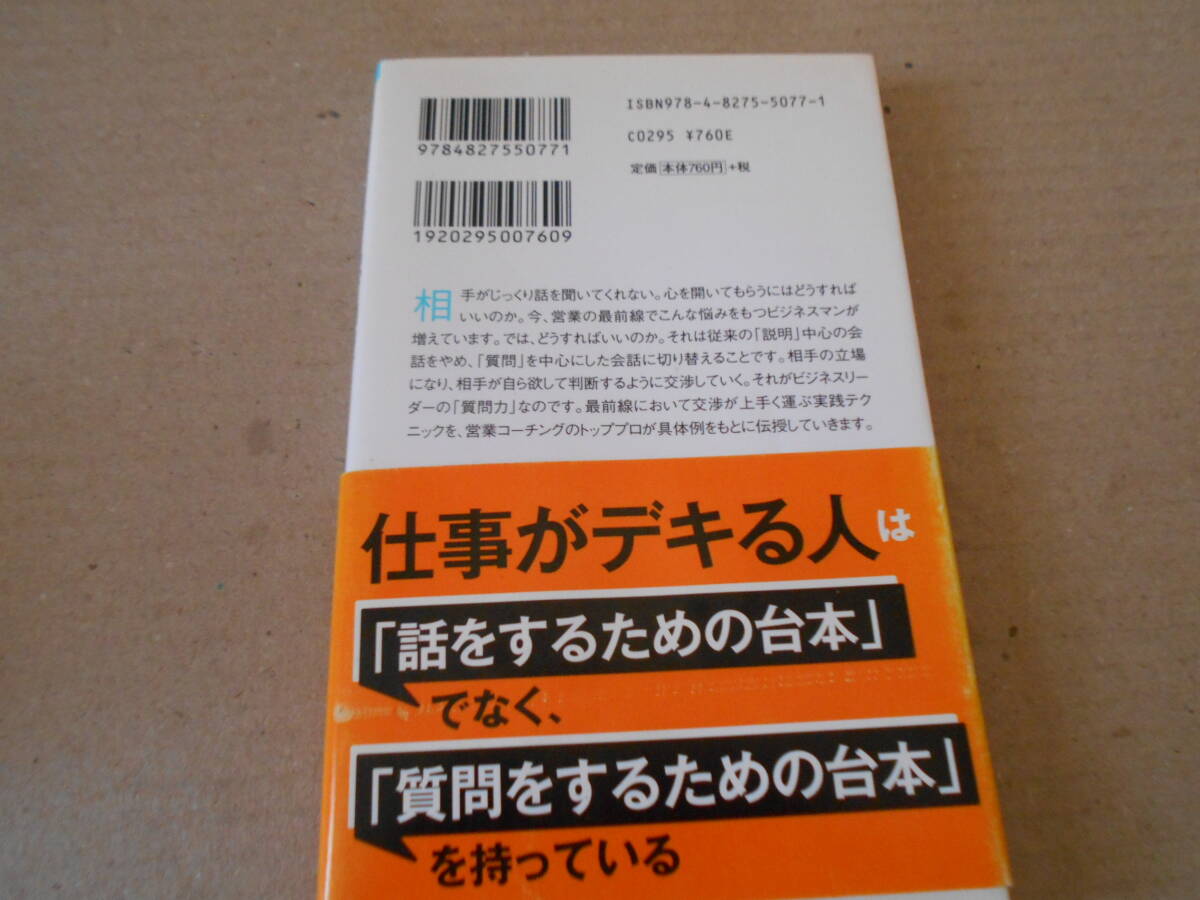 ISBN978-4-8275-5077-1
9784827550771
C0295 ¥760E
定価 本体760円 +税
1920295007609
相手がじっくり話を聞いてくれない。心を開いてもらうにはどうすれば
いいのか。今、営業の最前線でこんな悩みをもつビジネスマンが
増えています。では、どうすればいいのか。それは従来の「説明」中心の会
話をやめ、「質問」を中心にした会話に切り替えることです。相手の立場
になり、相手が自ら欲して判断するように交渉していく。それがビジネスリー
ダーの「質問力」なのです。最前線において交渉が上手く運ぶ実践テク
ニックを、営業コーチングのトッププロが具体例をもとに伝授していきます。
仕事がデキる人は
「話をするための台本」
でなく、
「質問をするための台本」
を持っている